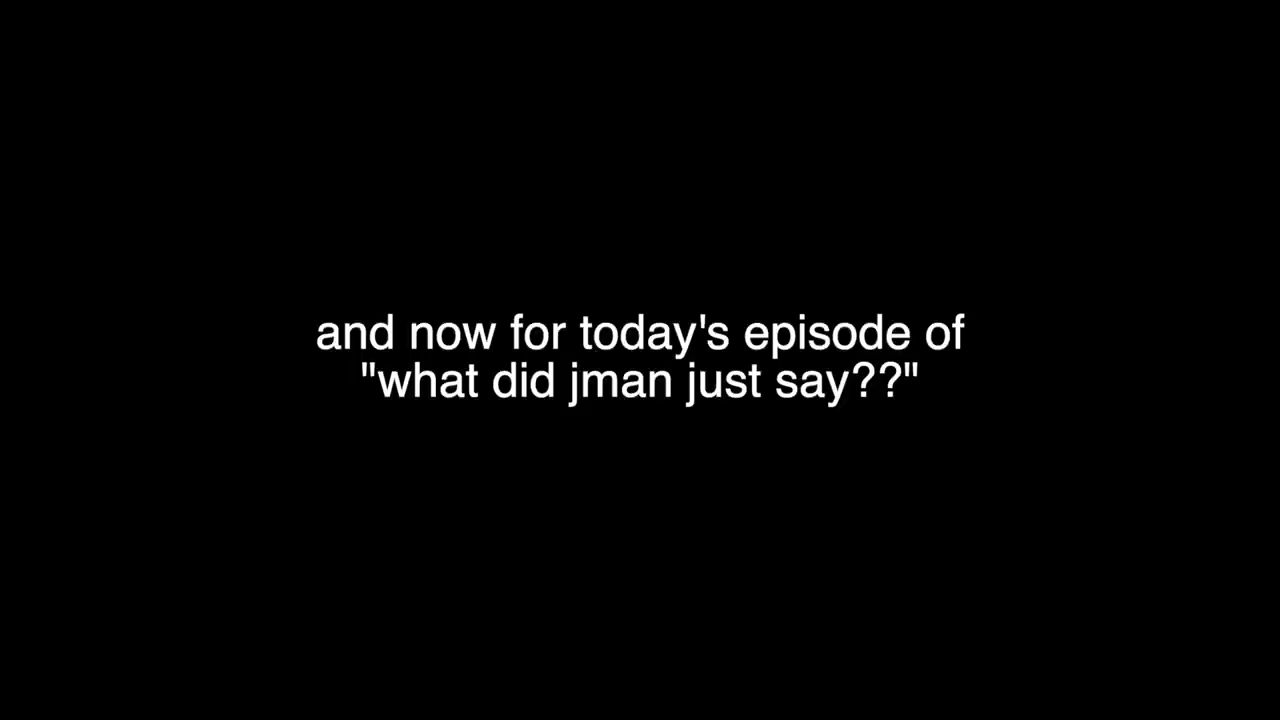 and now for today's episode of
"what did jman just say??"